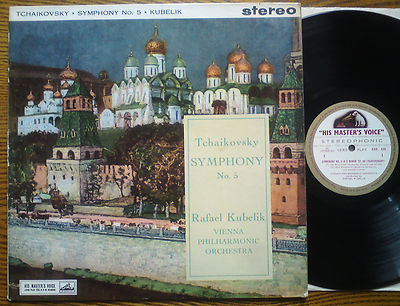 TCHAIKOVSKY • SYMPHONY No. 5 • KUBELIK
stereo
Tchaikovsky
SYMPHONY
No. 5
Rafael Kubelik
VIENNA
PHILHARMONIC
ORCHESTRA
HIS MASTER'S VOICE
"HIS MASTER'S VOICE"
STEREOPHONIC